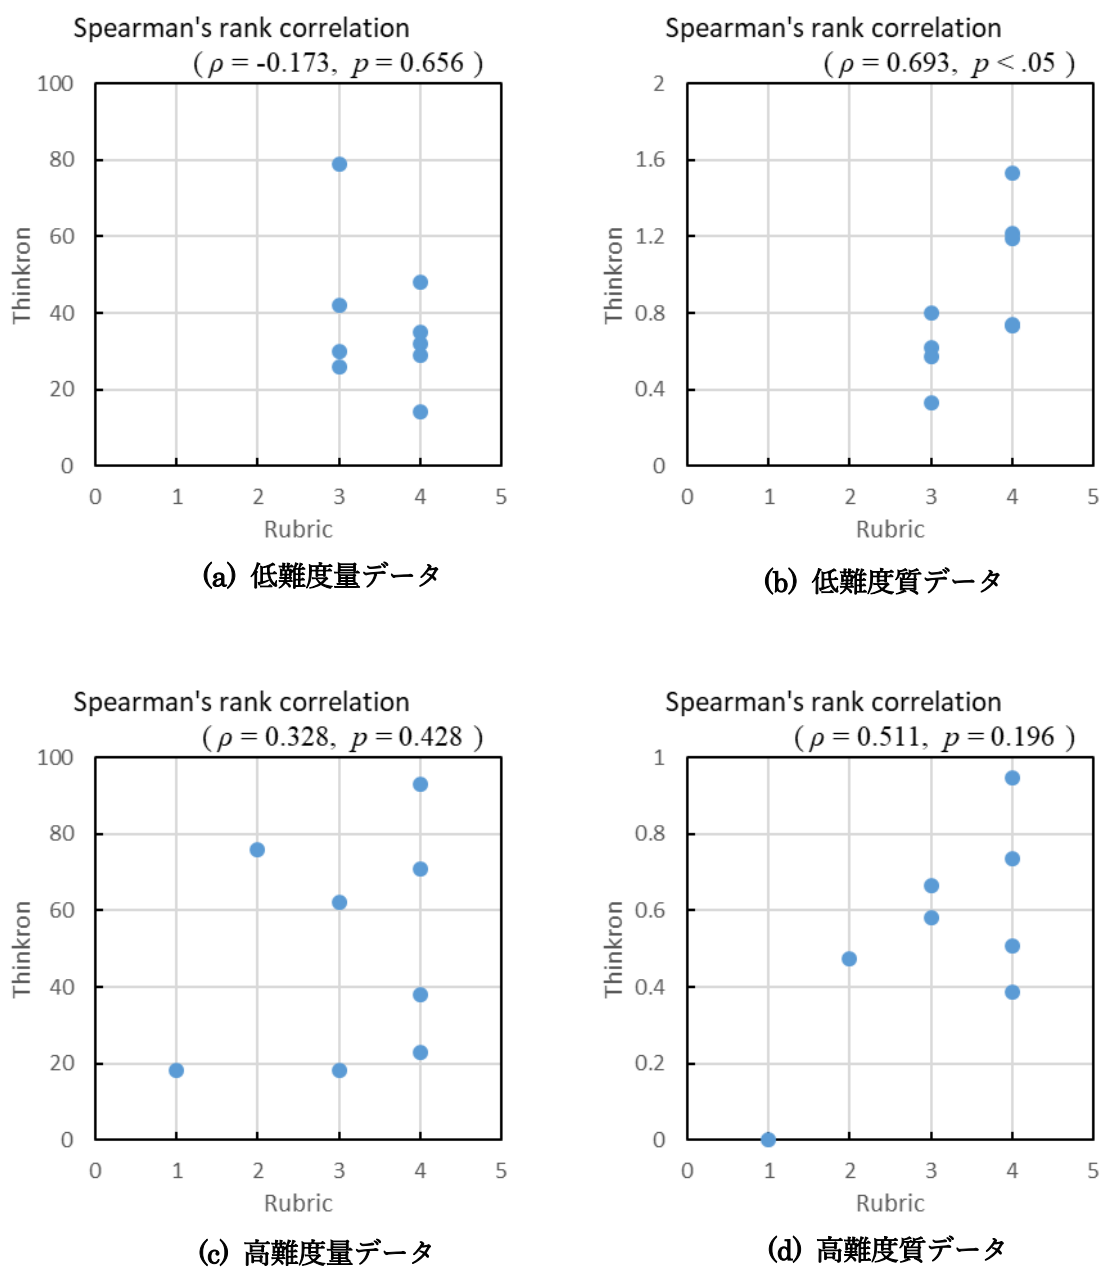 Spearman's rank correlation
( ρ = -0.173, p = 0.656 )
100
80
60
40
20
0
Thinkron
0 1 2 3 4 5
Rubric
(a) 低難度量データ
Spearman's rank correlation
( ρ = 0.693, p < .05 )
2
1.6
1.2
0.8
0.4
0
Thinkron
0 1 2 3 4 5
Rubric
(b) 低難度質データ
Spearman's rank correlation
( ρ = 0.328, p = 0.428 )
100
80
60
40
20
0
Thinkron
0 1 2 3 4 5
Rubric
(c) 高難度量データ
Spearman's rank correlation
( ρ = 0.511, p = 0.196 )
1
0.8
0.6
0.4
0.2
0
Thinkron
0 1 2 3 4 5
Rubric
(d) 高難度質データ